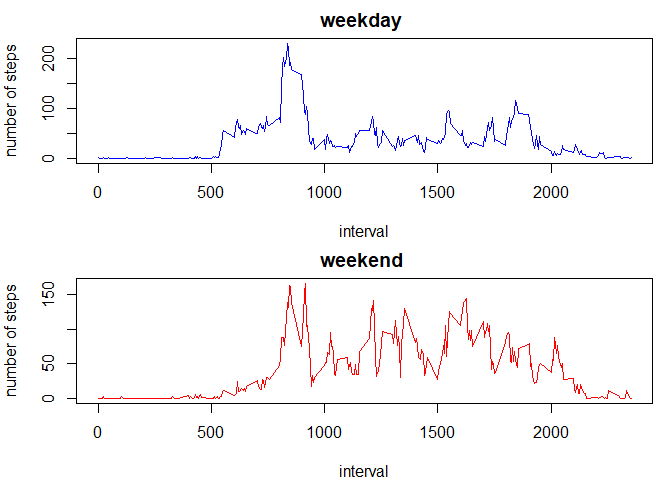 weekday
number of steps
0
100
200
0 500 1000 1500 2000
interval
weekend
number of steps
0
50
150
0 500 1000 1500 2000
interval